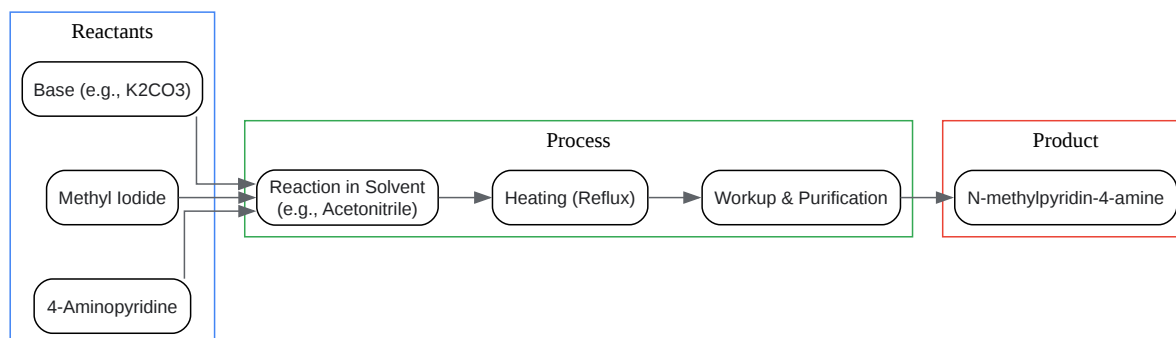 Reactants
Base (e.g., K2CO3)
Methyl Iodide
4-Aminopyridine
Process
Reaction in Solvent
(e.g., Acetonitrile)
Heating (Reflux)
Workup & Purification
Product
N-methylpyridin-4-amine